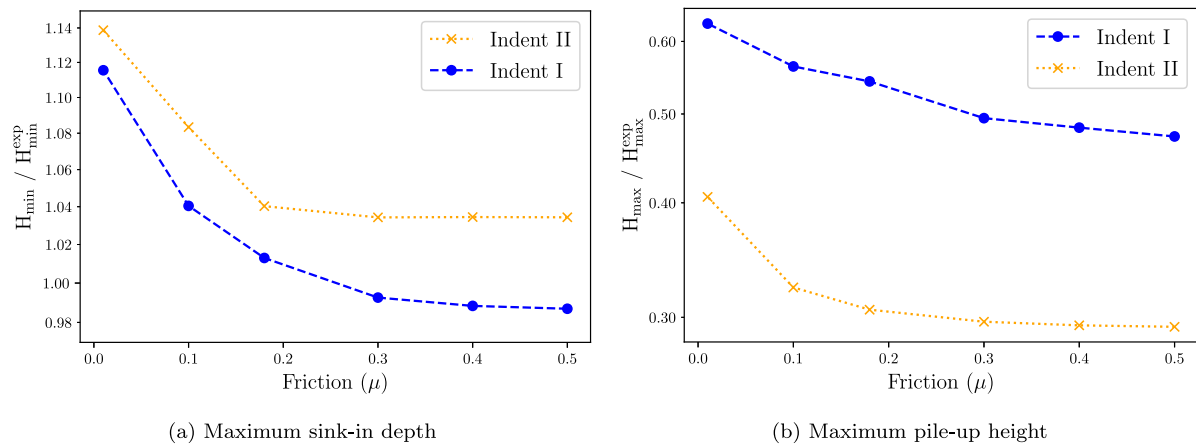 1.14
1.12
1.10
1.08
1.06
1.04
1.02
1.00
0.98
H_min / H_min^exp
0.0 0.1 0.2 0.3 0.4 0.5
Friction (μ)
Indent II
Indent I
(a) Maximum sink-in depth
0.60
0.50
0.40
0.30
H_max / H_max^exp
0.0 0.1 0.2 0.3 0.4 0.5
Friction (μ)
Indent I
Indent II
(b) Maximum pile-up height